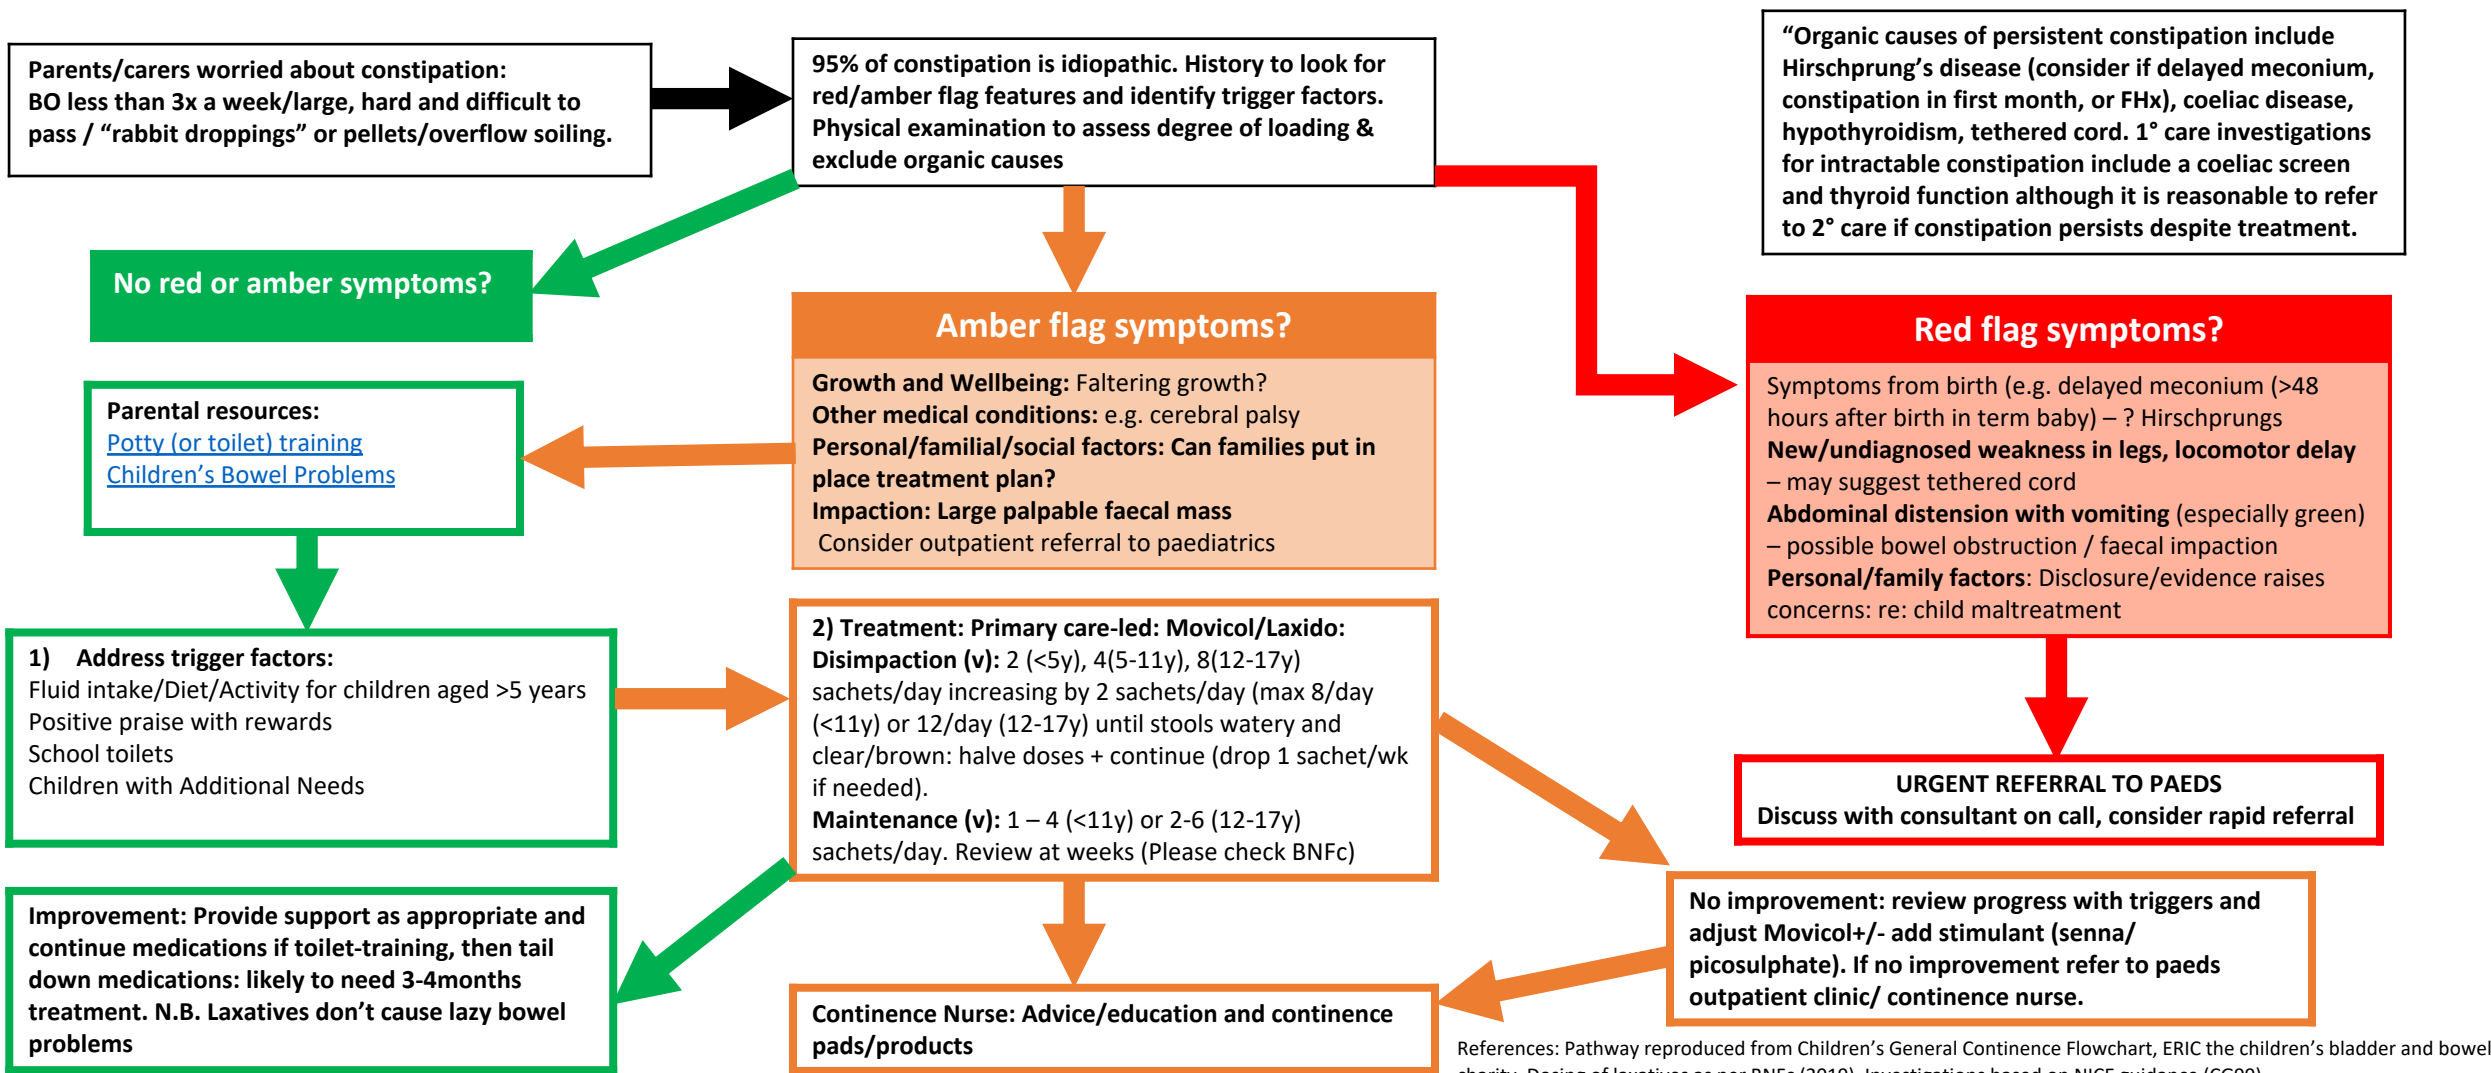 Parents/carers worried about constipation:
BO less than 3x a week/large, hard and difficult to
pass / “rabbit droppings” or pellets/overflow soiling.
95% of constipation is idiopathic. History to look for
red/amber flag features and identify trigger factors.
Physical examination to assess degree of loading &
exclude organic causes
“Organic causes of persistent constipation include
Hirschprung’s disease (consider if delayed meconium,
constipation in first month, or FHx), coeliac disease,
hypothyroidism, tethered cord. 1° care investigations
for intractable constipation include a coeliac screen
and thyroid function although it is reasonable to refer
to 2° care if constipation persists despite treatment.
No red or amber symptoms?
Amber flag symptoms?
Growth and Wellbeing: Faltering growth?
Other medical conditions: e.g. cerebral palsy
Personal/familial/social factors: Can families put in
place treatment plan?
Impaction: Large palpable faecal mass
Consider outpatient referral to paediatrics
Red flag symptoms?
Symptoms from birth (e.g. delayed meconium (>48
hours after birth in term baby) – ? Hirschprungs
New/undiagnosed weakness in legs, locomotor delay
– may suggest tethered cord
Abdominal distension with vomiting (especially green)
– possible bowel obstruction / faecal impaction
Personal/family factors: Disclosure/evidence raises
concerns: re: child maltreatment
Parental resources:
Potty (or toilet) training
Children’s Bowel Problems
1) Address trigger factors:
Fluid intake/Diet/Activity for children aged >5 years
Positive praise with rewards
School toilets
Children with Additional Needs
2) Treatment: Primary care-led: Movicol/Laxido:
Disimpaction (v): 2 (<5y), 4(5-11y), 8(12-17y)
sachets/day increasing by 2 sachets/day (max 8/day
(<11y) or 12/day (12-17y) until stools watery and
clear/brown: halve doses + continue (drop 1 sachet/wk
if needed).
Maintenance (v): 1 – 4 (<11y) or 2-6 (12-17y)
sachets/day. Review at weeks (Please check BNFc)
URGENT REFERRAL TO PAEDS
Discuss with consultant on call, consider rapid referral
Improvement: Provide support as appropriate and
continue medications if toilet-training, then tail
down medications: likely to need 3-4months
treatment. N.B. Laxatives don’t cause lazy bowel
problems
Continence Nurse: Advice/education and continence
pads/products
No improvement: review progress with triggers and
adjust Movicol+/- add stimulant (senna/
picosulphate). If no improvement refer to paeds
outpatient clinic/ continence nurse.
References: Pathway reproduced from Children’s General Continence Flowchart, ERIC the children’s bladder and bowel
charity. Dosing of laxatives as per BNFc (2019). Investigations based on NICE guidance (CG99)